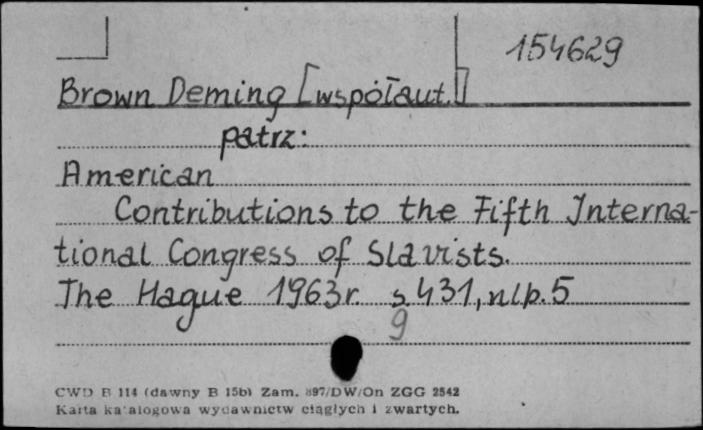 154629
Brown Deming [współaut.]
patrz:
American
Contributions to the Fifth Interna-
tional Congress of Slavists.
The Hague 1963r. s 431, nlb. 5
9
CWD B 114 (dawny B 15b) Zam. 897/DW/On ZGG 2542
Karta katalogowa wydawnictw ciągłych i zwartych.